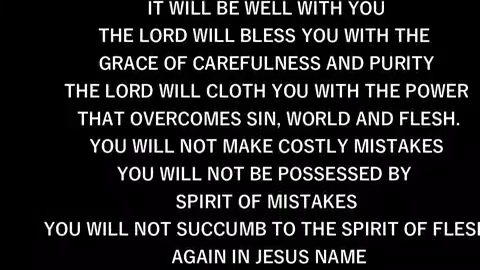 IT WILL BE WELL WITH YOU
THE LORD WILL BLESS YOU WITH THE
GRACE OF CAREFULNESS AND PURITY
THE LORD WILL CLOTH YOU WITH THE POWER
THAT OVERCOMES SIN, WORLD AND FLESH.
YOU WILL NOT MAKE COSTLY MISTAKES
YOU WILL NOT BE POSSESSED BY
SPIRIT OF MISTAKES
YOU WILL NOT SUCCUMB TO THE SPIRIT OF FLES
AGAIN IN JESUS NAME